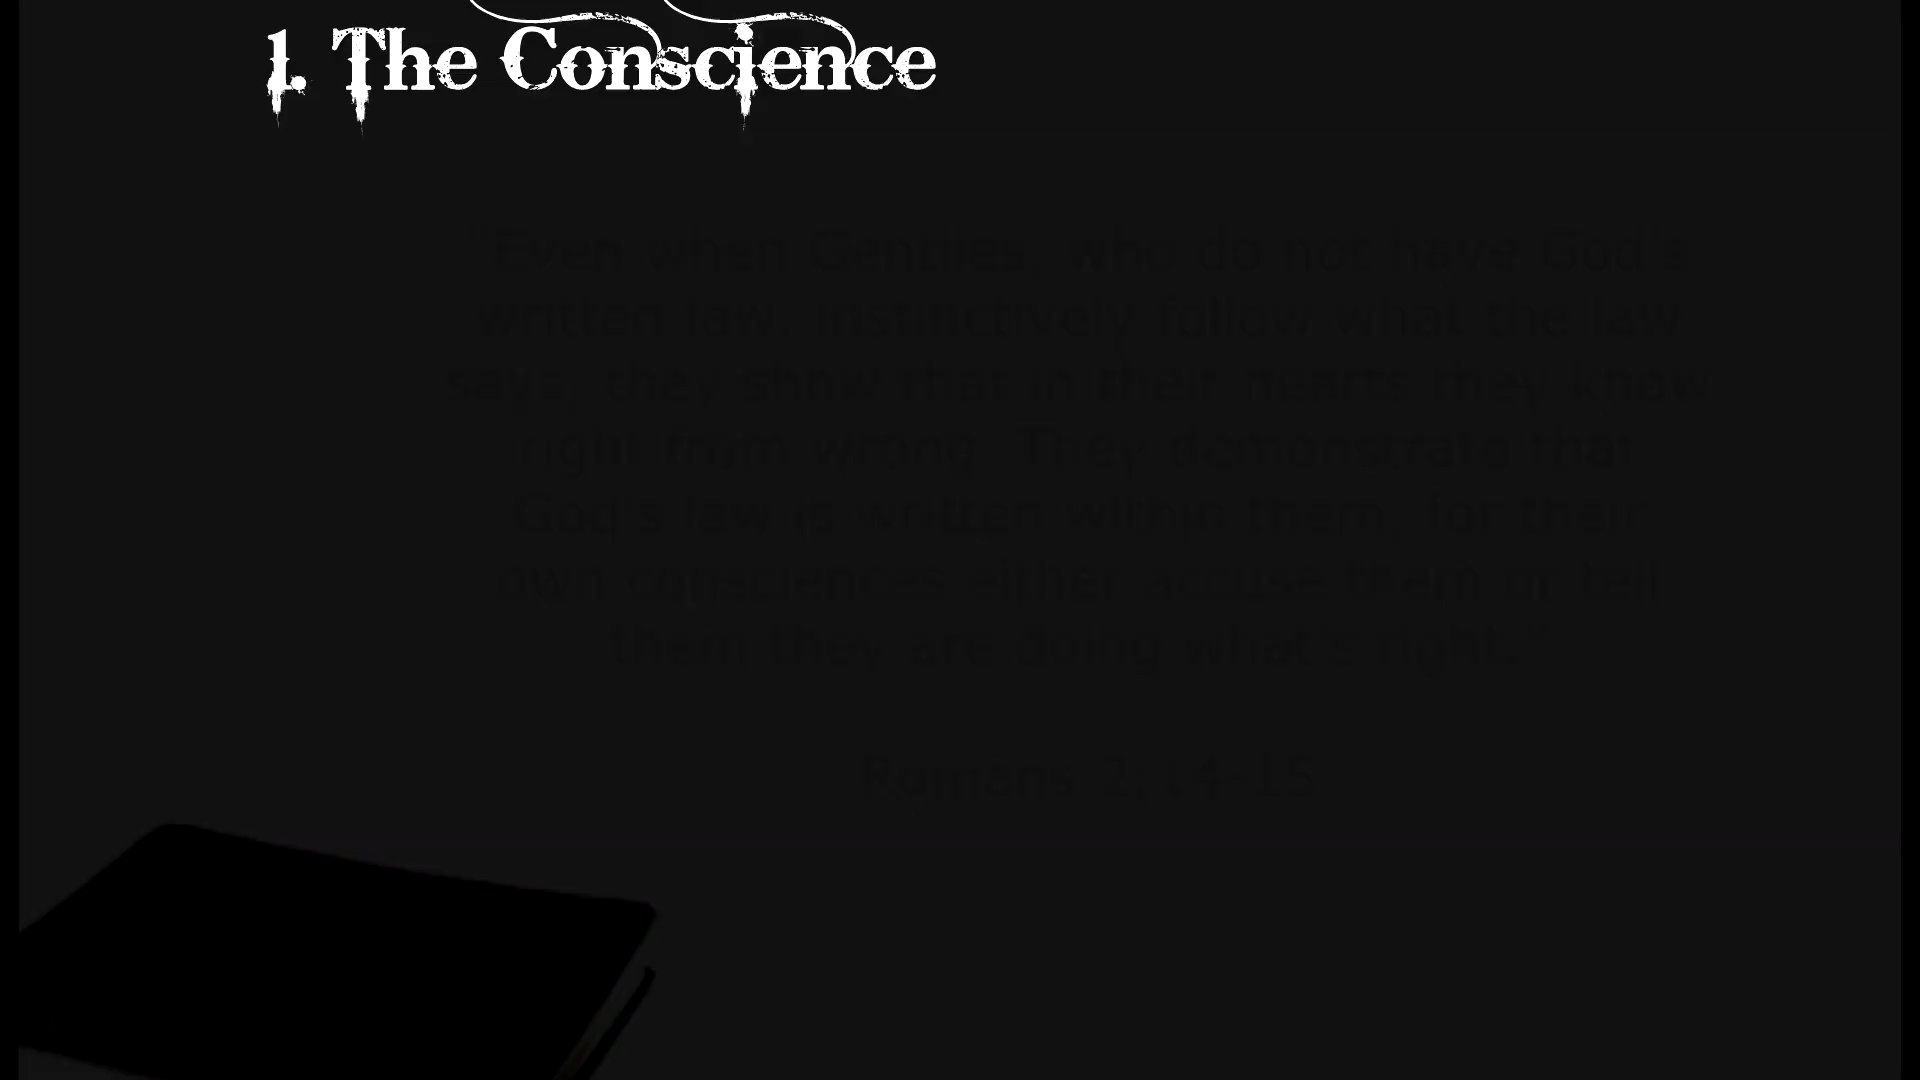 1. The Conscience
"Even when Gentiles, who do not have God's
written law, instinctively follow what the law
says, they show that in their hearts they know
right from wrong. They demonstrate that
God's law is written within them, for their
own consciences either accuse them or tell
them they are doing what's right."
Romans 2:14-15